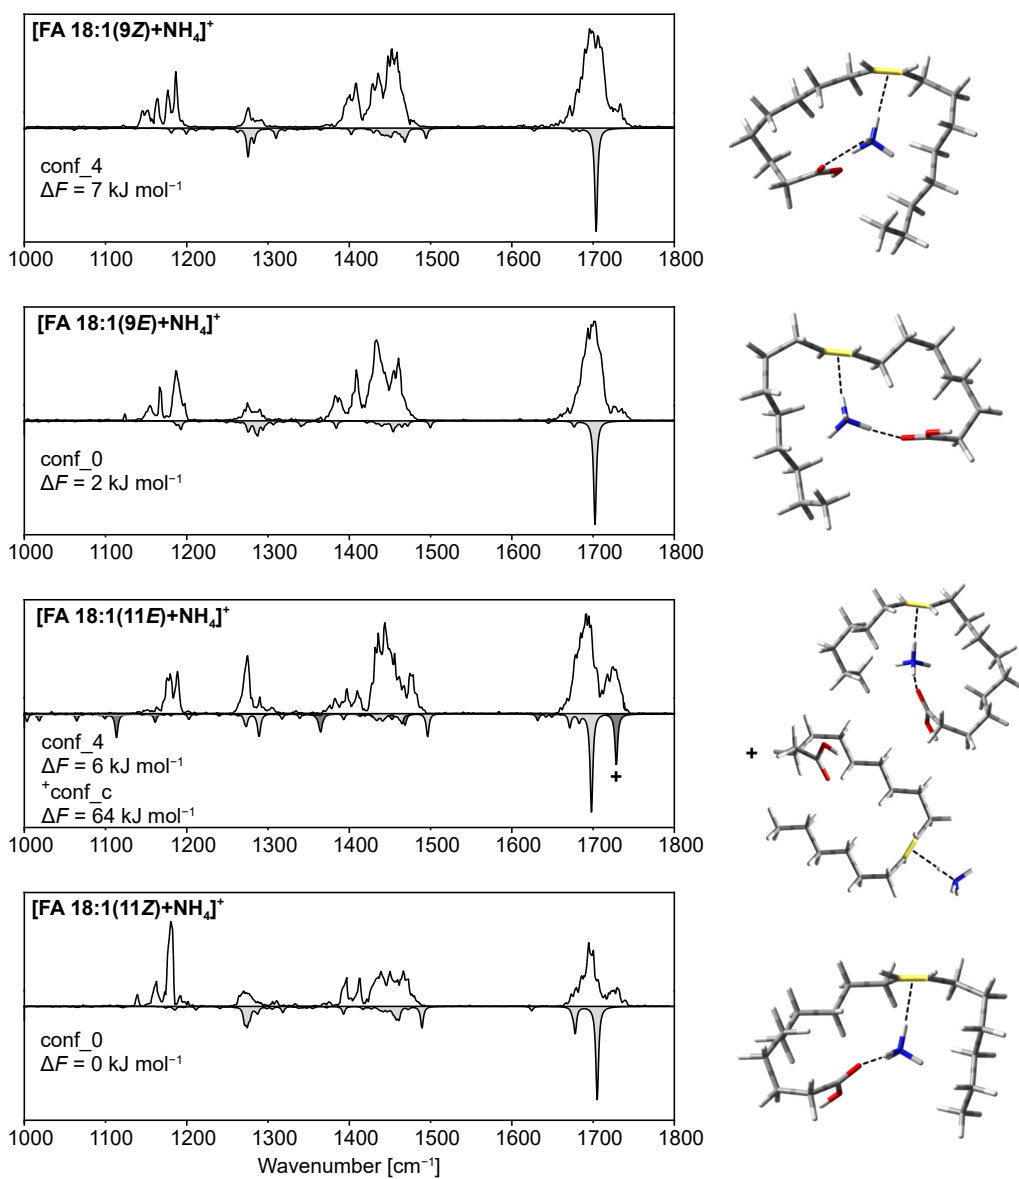 [FA 18:1(9Z)+NH₄]⁺
conf_4
ΔF = 7 kJ mol⁻¹
1000 1100 1200 1300 1400 1500 1600 1700 1800
[FA 18:1(9E)+NH₄]⁺
conf_0
ΔF = 2 kJ mol⁻¹
1000 1100 1200 1300 1400 1500 1600 1700 1800
[FA 18:1(11E)+NH₄]⁺
conf_4
ΔF = 6 kJ mol⁻¹
⁺conf_c
ΔF = 64 kJ mol⁻¹
+
+
1000 1100 1200 1300 1400 1500 1600 1700 1800
[FA 18:1(11Z)+NH₄]⁺
conf_0
ΔF = 0 kJ mol⁻¹
1000 1100 1200 1300 1400 1500 1600 1700 1800
Wavenumber [cm⁻¹]